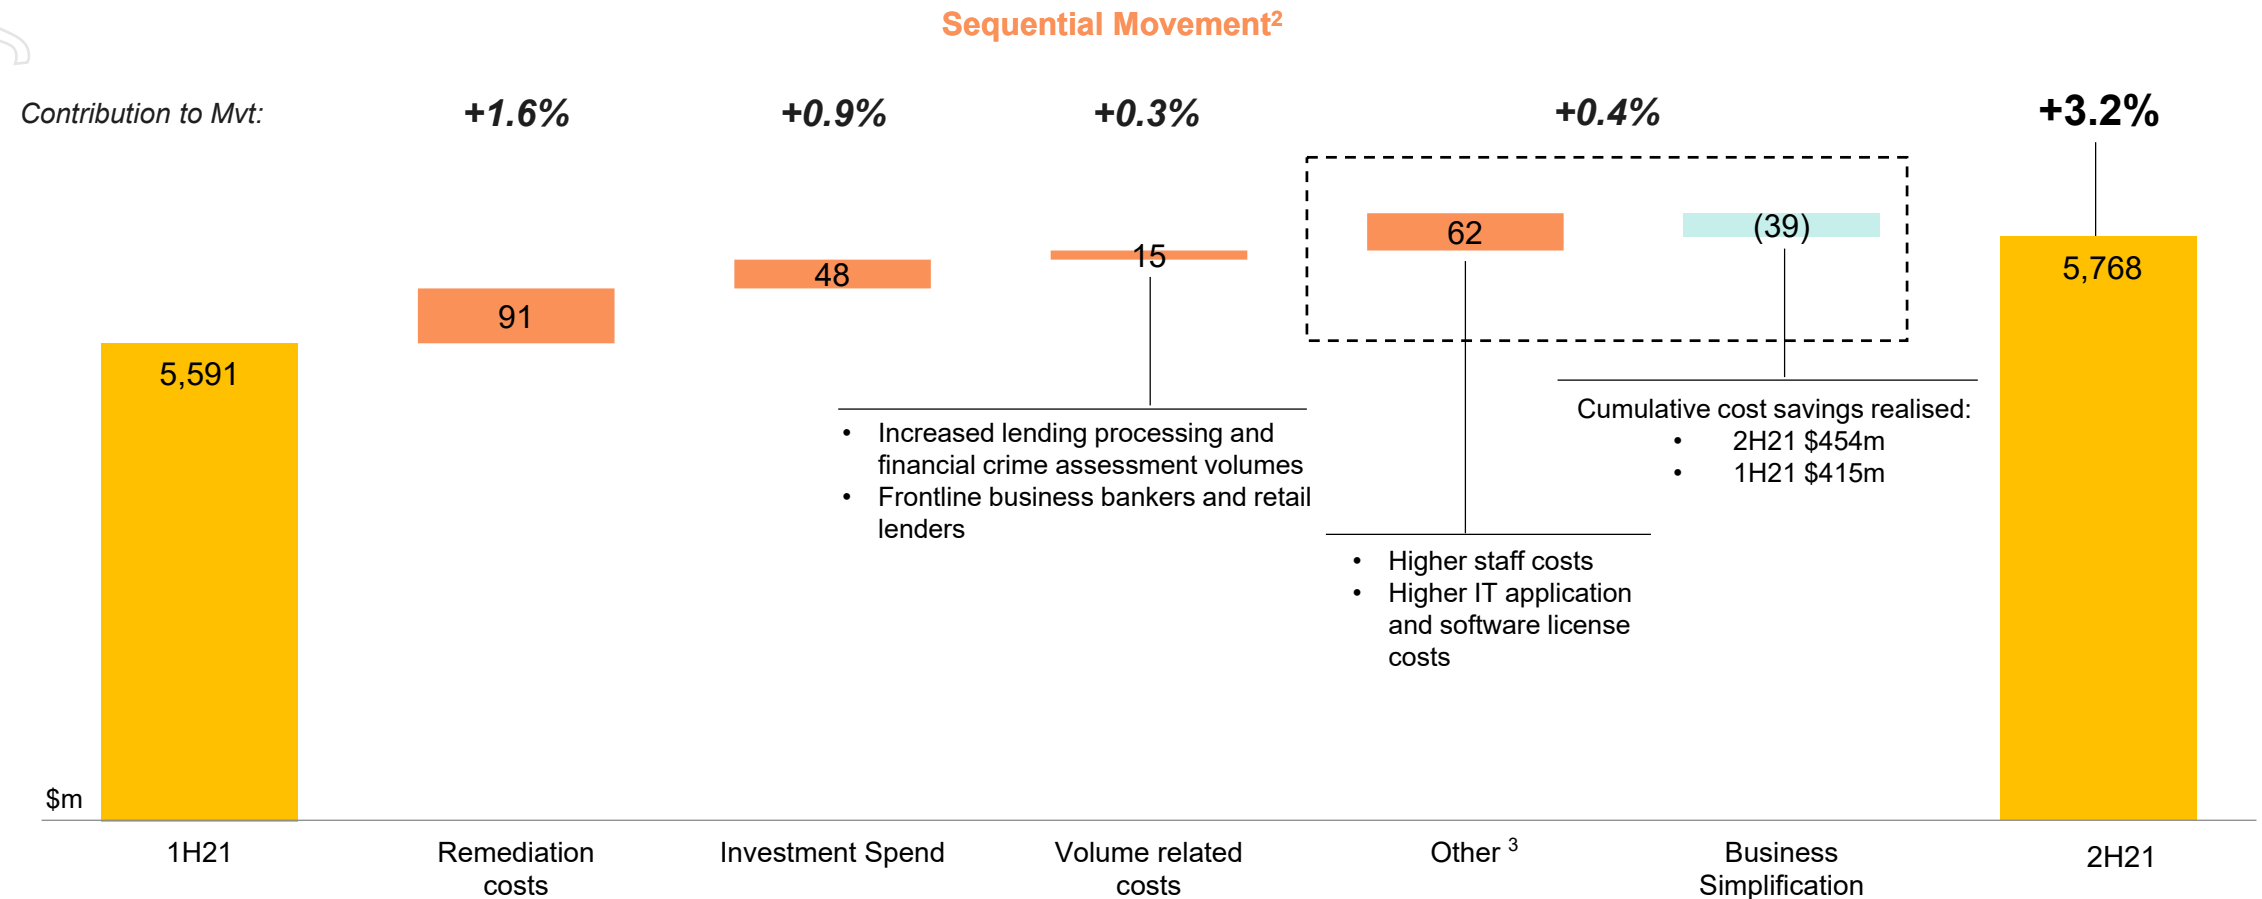 Sequential Movement²
Contribution to Mvt:
+1.6%
+0.9%
+0.3%
+0.4%
+3.2%
5,591
91
48
15
62
(39)
5,768
• Increased lending processing and
financial crime assessment volumes
• Frontline business bankers and retail
lenders
• Higher staff costs
• Higher IT application
and software license
costs
Cumulative cost savings realised:
• 2H21 $454m
• 1H21 $415m
$m
1H21
Remediation
costs
Investment Spend
Volume related
costs
Other ³
Business
Simplification
2H21